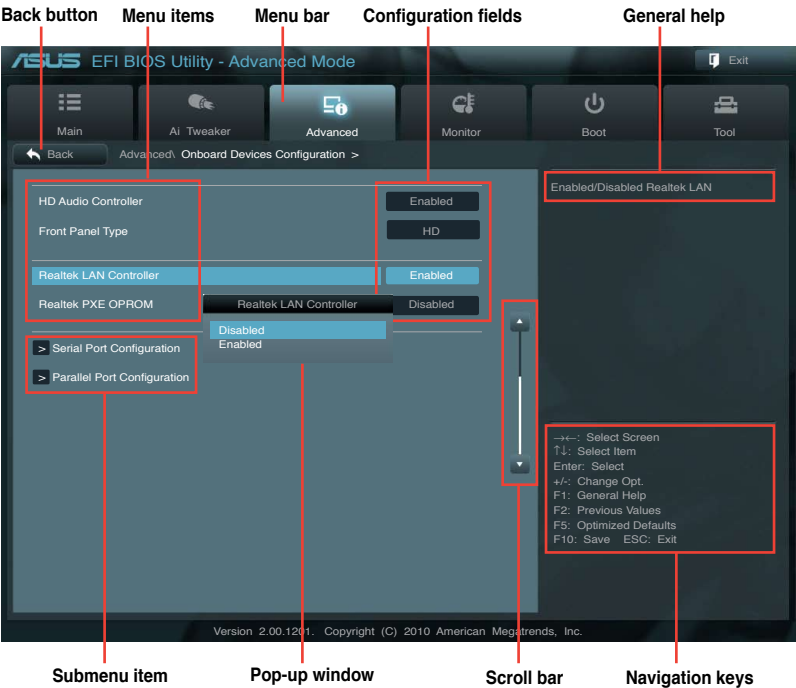 Back button Menu items Menu bar Configuration fields General help
ASUS EFI BIOS Utility - Advanced Mode Exit
Main Ai Tweaker Advanced Monitor Boot Tool
Back Advanced\ Onboard Devices Configuration >
Enabled/Disabled Realtek LAN
HD Audio Controller Enabled
Front Panel Type HD
Realtek LAN Controller Enabled
Realtek PXE OPROM Disabled
Realtek LAN Controller
Disabled
Enabled
> Serial Port Configuration
> Parallel Port Configuration
→←: Select Screen
↑↓: Select Item
Enter: Select
+/-: Change Opt.
F1: General Help
F2: Previous Values
F5: Optimized Defaults
F10: Save ESC: Exit
Version 2.00.1201. Copyright (C) 2010 American Megatrends, Inc.
Submenu item Pop-up window Scroll bar Navigation keys